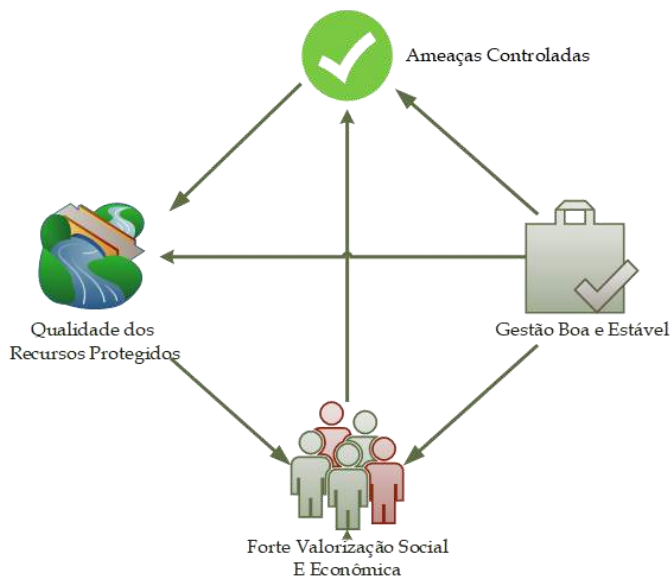 Ameaças Controladas
Qualidade dos
Recursos Protegidos
Gestão Boa e Estável
Forte Valorização Social
E Econômica